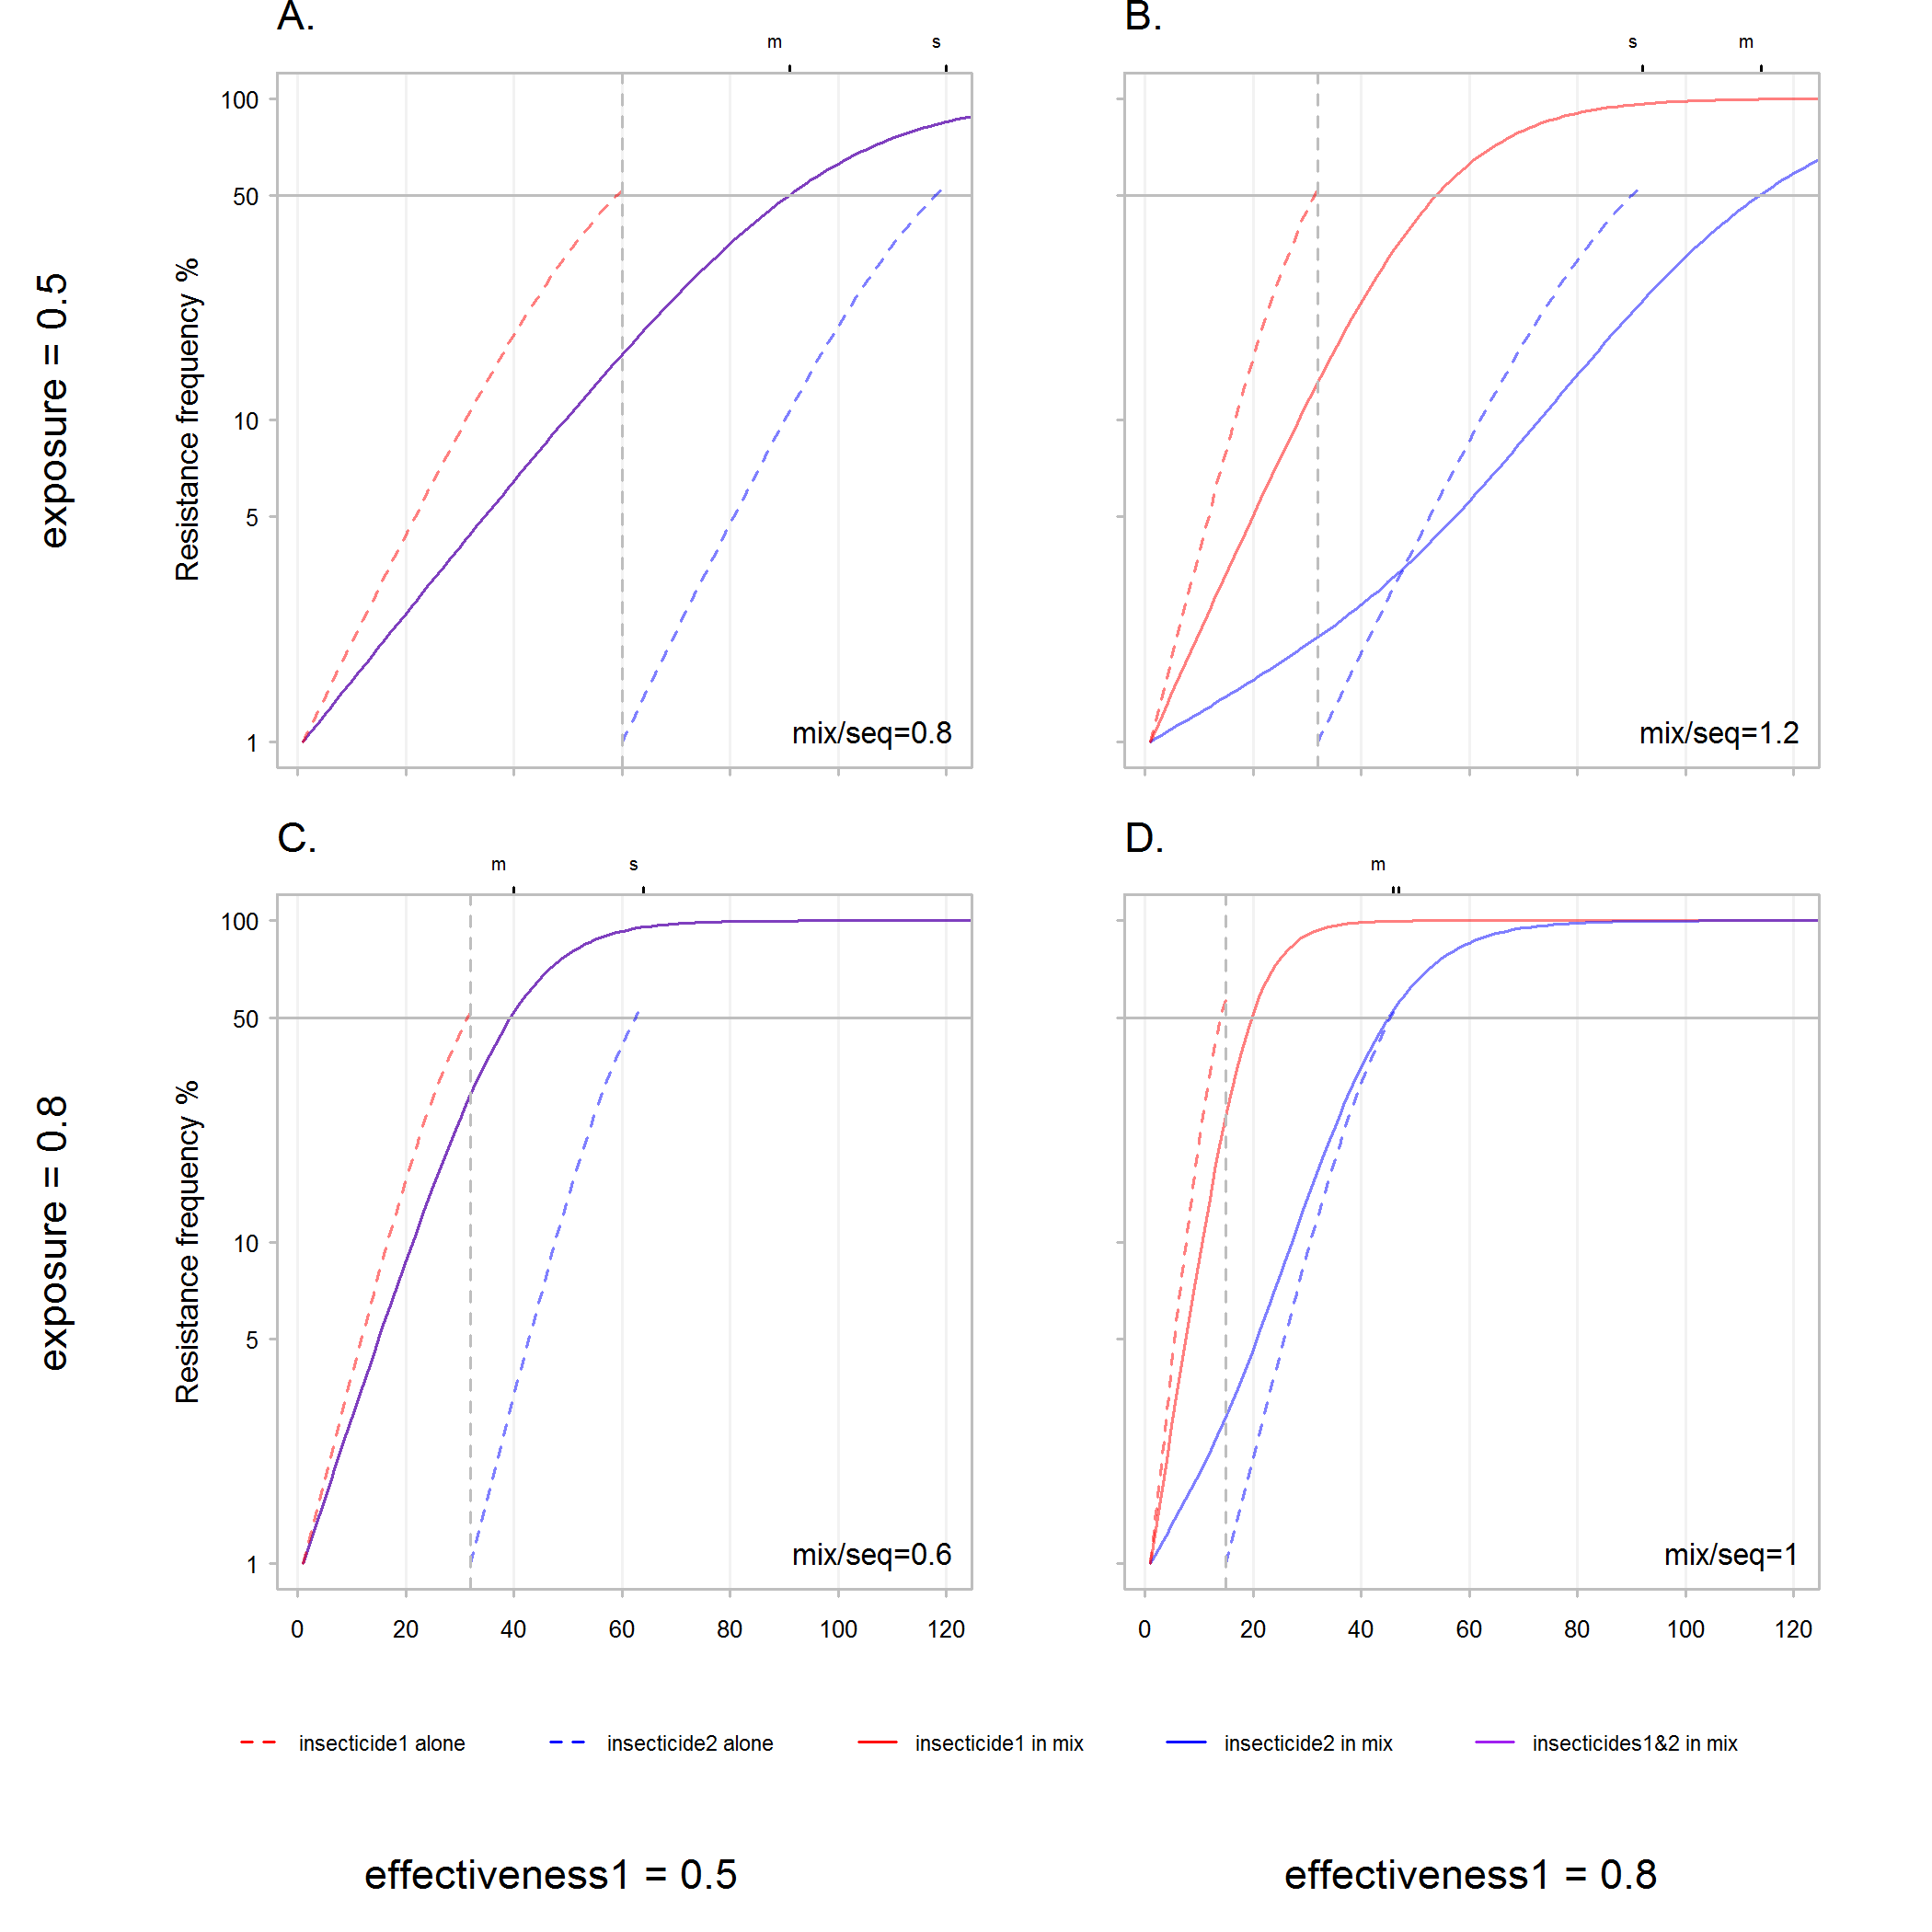 A.
m s
100
50
10
5
1
Resistance frequency %
exposure = 0.5
mix/seq=0.8
B.
s m
mix/seq=1.2
C.
m s
100
50
10
5
1
Resistance frequency %
exposure = 0.8
mix/seq=0.6
0 20 40 60 80 100 120
D.
m
mix/seq=1
0 20 40 60 80 100 120
insecticide1 alone
insecticide2 alone
insecticide1 in mix
insecticide2 in mix
insecticides1&2 in mix
effectiveness1 = 0.5
effectiveness1 = 0.8